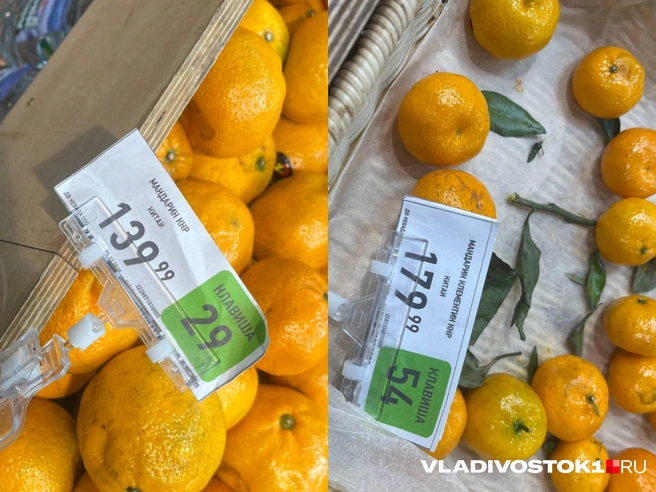 МАНДАРИН КНР
КИТАЙ
139 99
КЛАВИША
29
МАНДАРИН КЛЕМЕНТИН КНР
КИТАЙ
179 99
КЛАВИША
54
VLADIVOSTOK1.RU